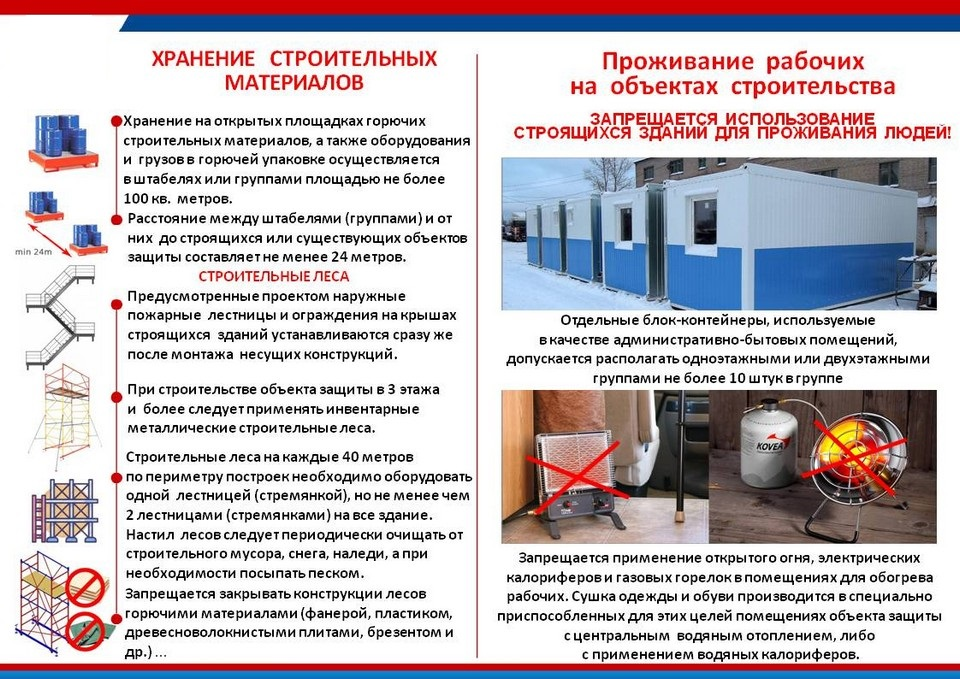 ХРАНЕНИЕ СТРОИТЕЛЬНЫХ
МАТЕРИАЛОВ
Хранение на открытых площадках горючих
строительных материалов, а также оборудования
и грузов в горючей упаковке осуществляется
в штабелях или группами площадью не более
100 кв. метров.
Расстояние между штабелями (группами) и от
них до строящихся или существующих объектов
защиты составляет не менее 24 метров.
min 24m
СТРОИТЕЛЬНЫЕ ЛЕСА
Предусмотренные проектом наружные
пожарные лестницы и ограждения на крышах
строящихся зданий устанавливаются сразу же
после монтажа несущих конструкций.
При строительстве объекта защиты в 3 этажа
и более следует применять инвентарные
металлические строительные леса.
Строительные леса на каждые 40 метров
по периметру построек необходимо оборудовать
одной лестницей (стремянкой), но не менее чем
2 лестницами (стремянками) на все здание.
Настил лесов следует периодически очищать от
строительного мусора, снега, наледи, а при
необходимости посыпать песком.
Запрещается закрывать конструкции лесов
горючими материалами (фанерой, пластиком,
древесноволокнистыми плитами, брезентом и
др.) ...
Проживание рабочих
на объектах строительства
ЗАПРЕЩАЕТСЯ ИСПОЛЬЗОВАНИЕ
СТРОЯЩИХСЯ ЗДАНИЙ ДЛЯ ПРОЖИВАНИЯ ЛЮДЕЙ!
Отдельные блок-контейнеры, используемые
в качестве административно-бытовых помещений,
допускается располагать одноэтажными или двухэтажными
группами не более 10 штук в группе
KOVEA
Запрещается применение открытого огня, электрических
калориферов и газовых горелок в помещениях для обогрева
рабочих. Сушка одежды и обуви производится в специально
приспособленных для этих целей помещениях объекта защиты
с центральным водяным отоплением, либо
с применением водяных калориферов.